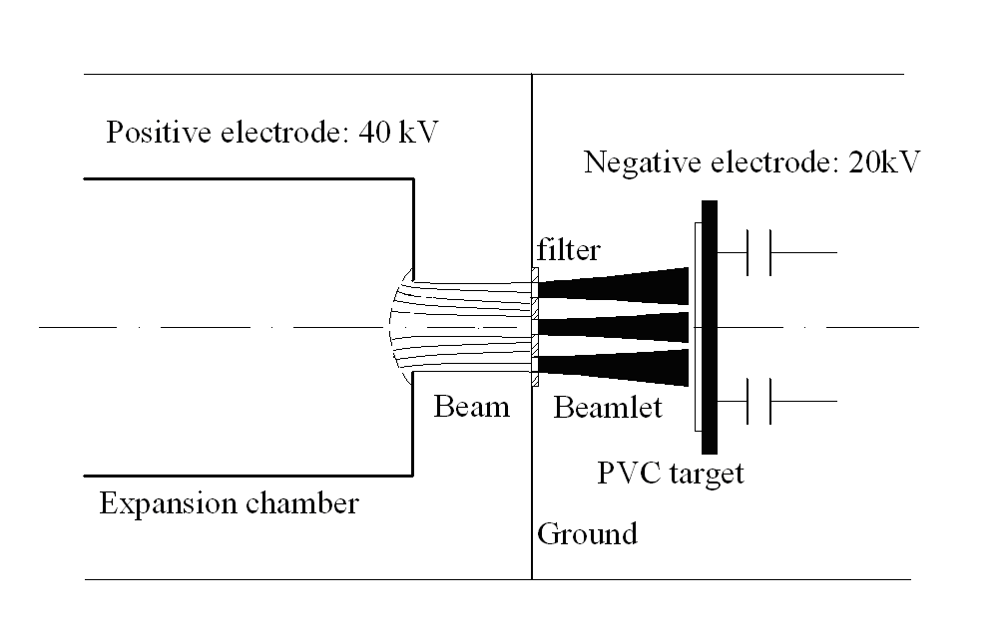 Positive electrode: 40 kV
Negative electrode: 20kV
filter
Beam
Beamlet
PVC target
Expansion chamber
Ground